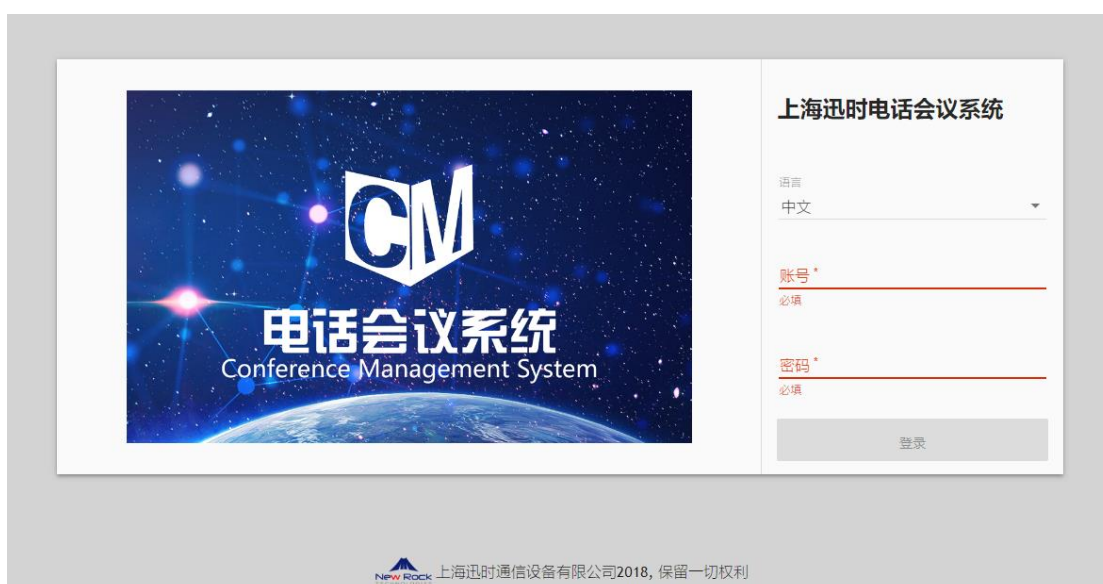 CM
电话会议系统
Conference Management System
上海迅时电话会议系统
语言
中文
账号 *
必填
密码 *
必填
登录
New Rock 上海迅时通信设备有限公司2018, 保留一切权利